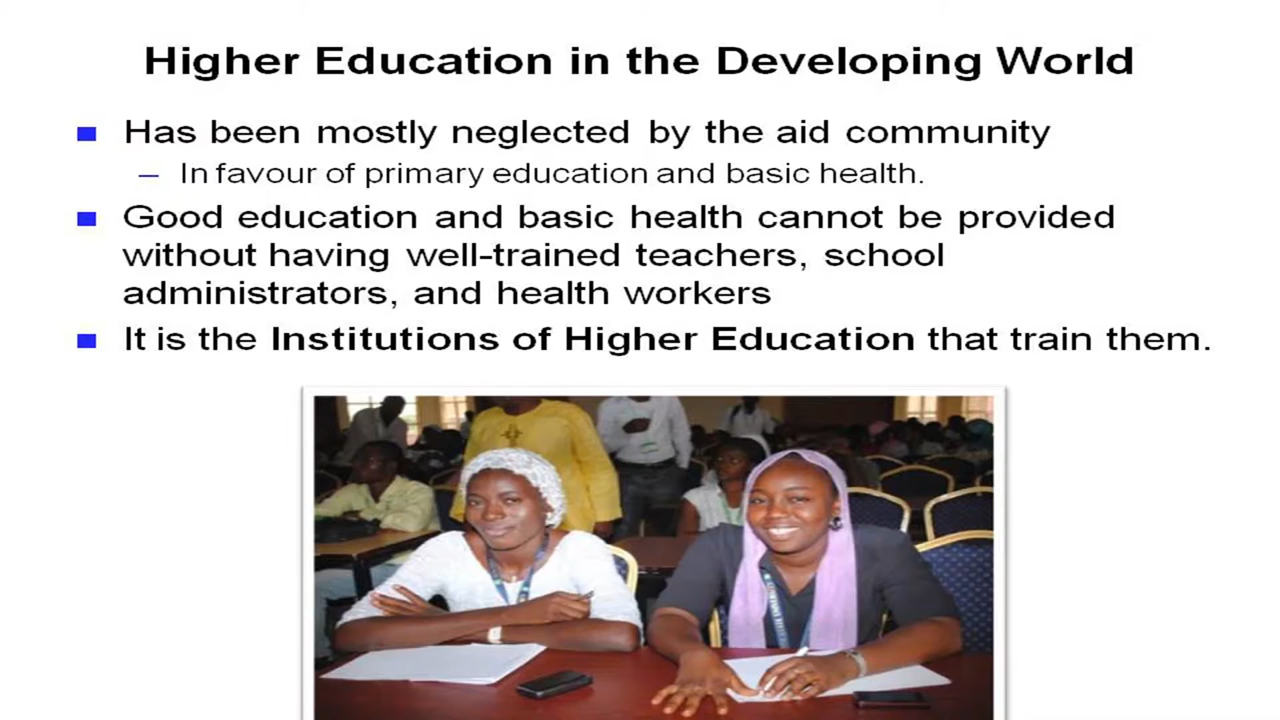 Higher Education in the Developing World
Has been mostly neglected by the aid community
– In favour of primary education and basic health.
Good education and basic health cannot be provided
without having well-trained teachers, school
administrators, and health workers
It is the Institutions of Higher Education that train them.